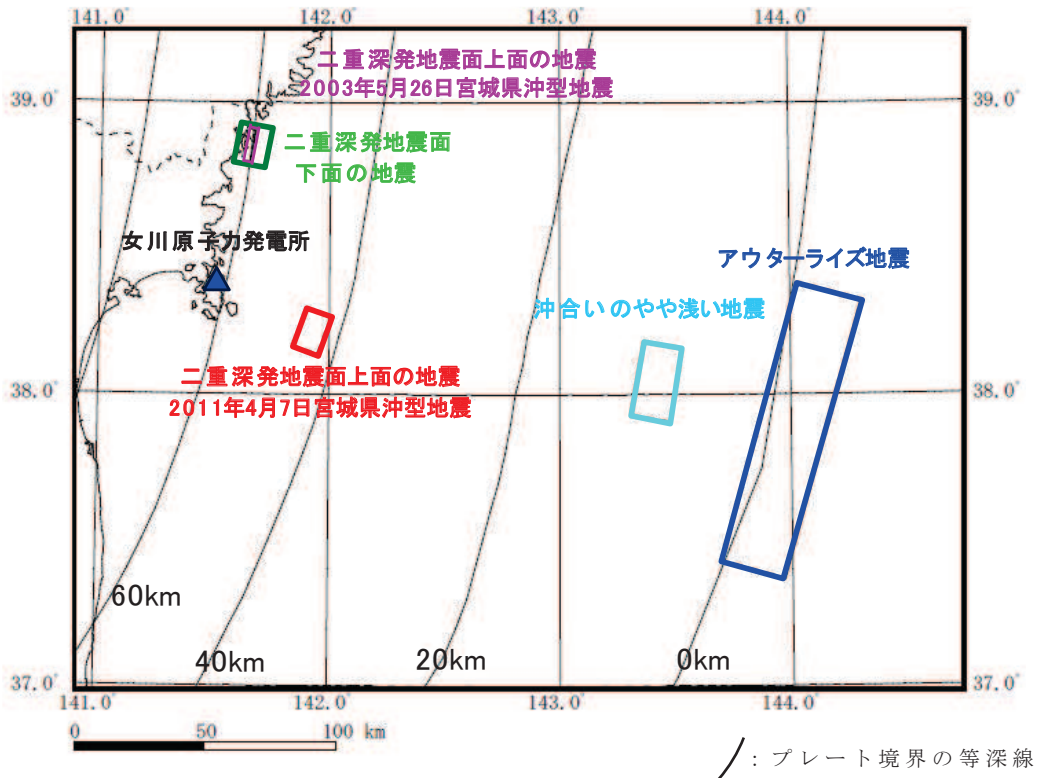 141.0° 142.0° 143.0° 144.0°
二重深発地震面上面の地震
2003年5月26日宮城県沖型地震
39.0° 39.0°
二重深発地震面
下面の地震
女川原子力発電所
アウターライズ地震
沖合いのやや浅い地震
38.0° 38.0°
二重深発地震面上面の地震
2011年4月7日宮城県沖型地震
60km
40km 20km 0km
37.0° 37.0°
141.0° 142.0° 143.0° 144.0°
0 50 100 km
: プレート境界の等深線